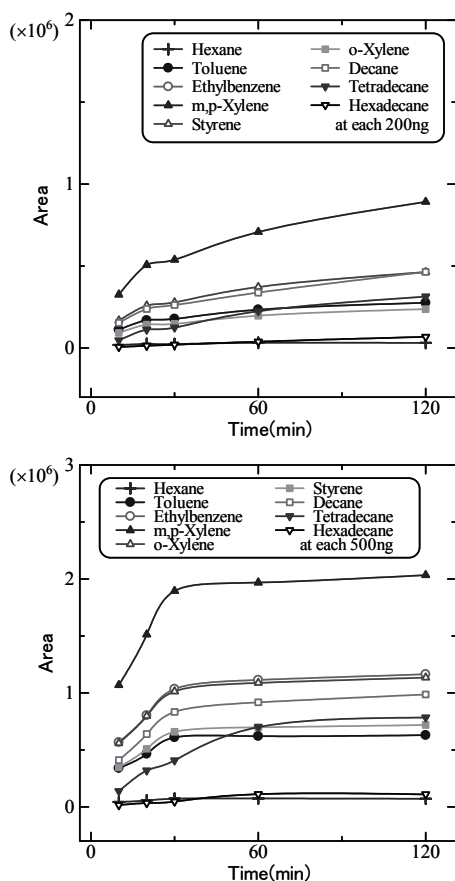 (×10⁶)
2
Hexane
Toluene
Ethylbenzene
m,p-Xylene
Styrene
o-Xylene
Decane
Tetradecane
Hexadecane
at each 200ng
1
Area
0
0 60 120
Time(min)
(×10⁶)
3
Hexane
Toluene
Ethylbenzene
m,p-Xylene
o-Xylene
Styrene
Decane
Tetradecane
Hexadecane
at each 500ng
2
Area
1
0
0 60 120
Time(min)